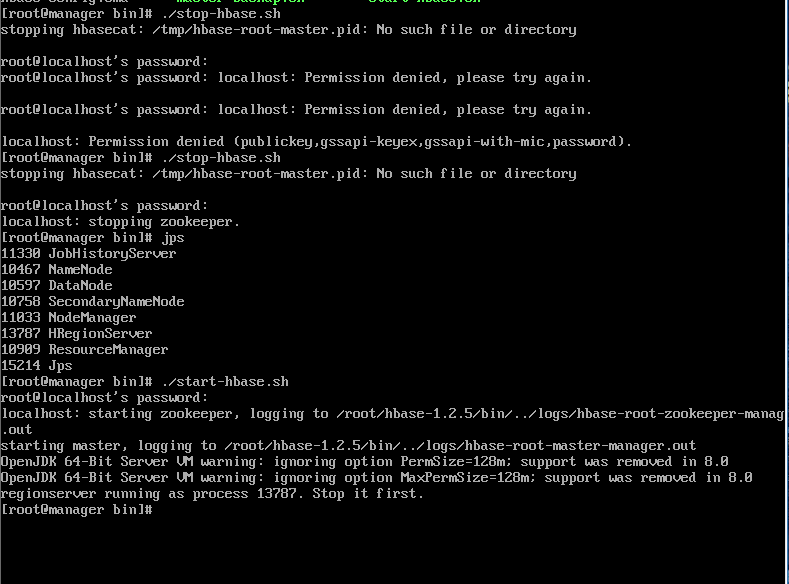 [root@manager bin]# ./stop-hbase.sh
stopping hbasecat: /tmp/hbase-root-master.pid: No such file or directory
root@localhost's password:
root@localhost's password: localhost: Permission denied, please try again.
root@localhost's password: localhost: Permission denied, please try again.
localhost: Permission denied (publickey,gssapi-keyex,gssapi-with-mic,password).
[root@manager bin]# ./stop-hbase.sh
stopping hbasecat: /tmp/hbase-root-master.pid: No such file or directory
root@localhost's password:
localhost: stopping zookeeper.
[root@manager bin]# jps
11330 JobHistoryServer
10467 NameNode
10597 DataNode
10758 SecondaryNameNode
11033 NodeManager
13787 HRegionServer
10909 ResourceManager
15214 Jps
[root@manager bin]# ./start-hbase.sh
root@localhost's password:
localhost: starting zookeeper, logging to /root/hbase-1.2.5/bin/../logs/hbase-root-zookeeper-manag
.out
starting master, logging to /root/hbase-1.2.5/bin/../logs/hbase-root-master-manager.out
OpenJDK 64-Bit Server VM warning: ignoring option PermSize=128m; support was removed in 8.0
OpenJDK 64-Bit Server VM warning: ignoring option MaxPermSize=128m; support was removed in 8.0
regionserver running as process 13787. Stop it first.
[root@manager bin]#